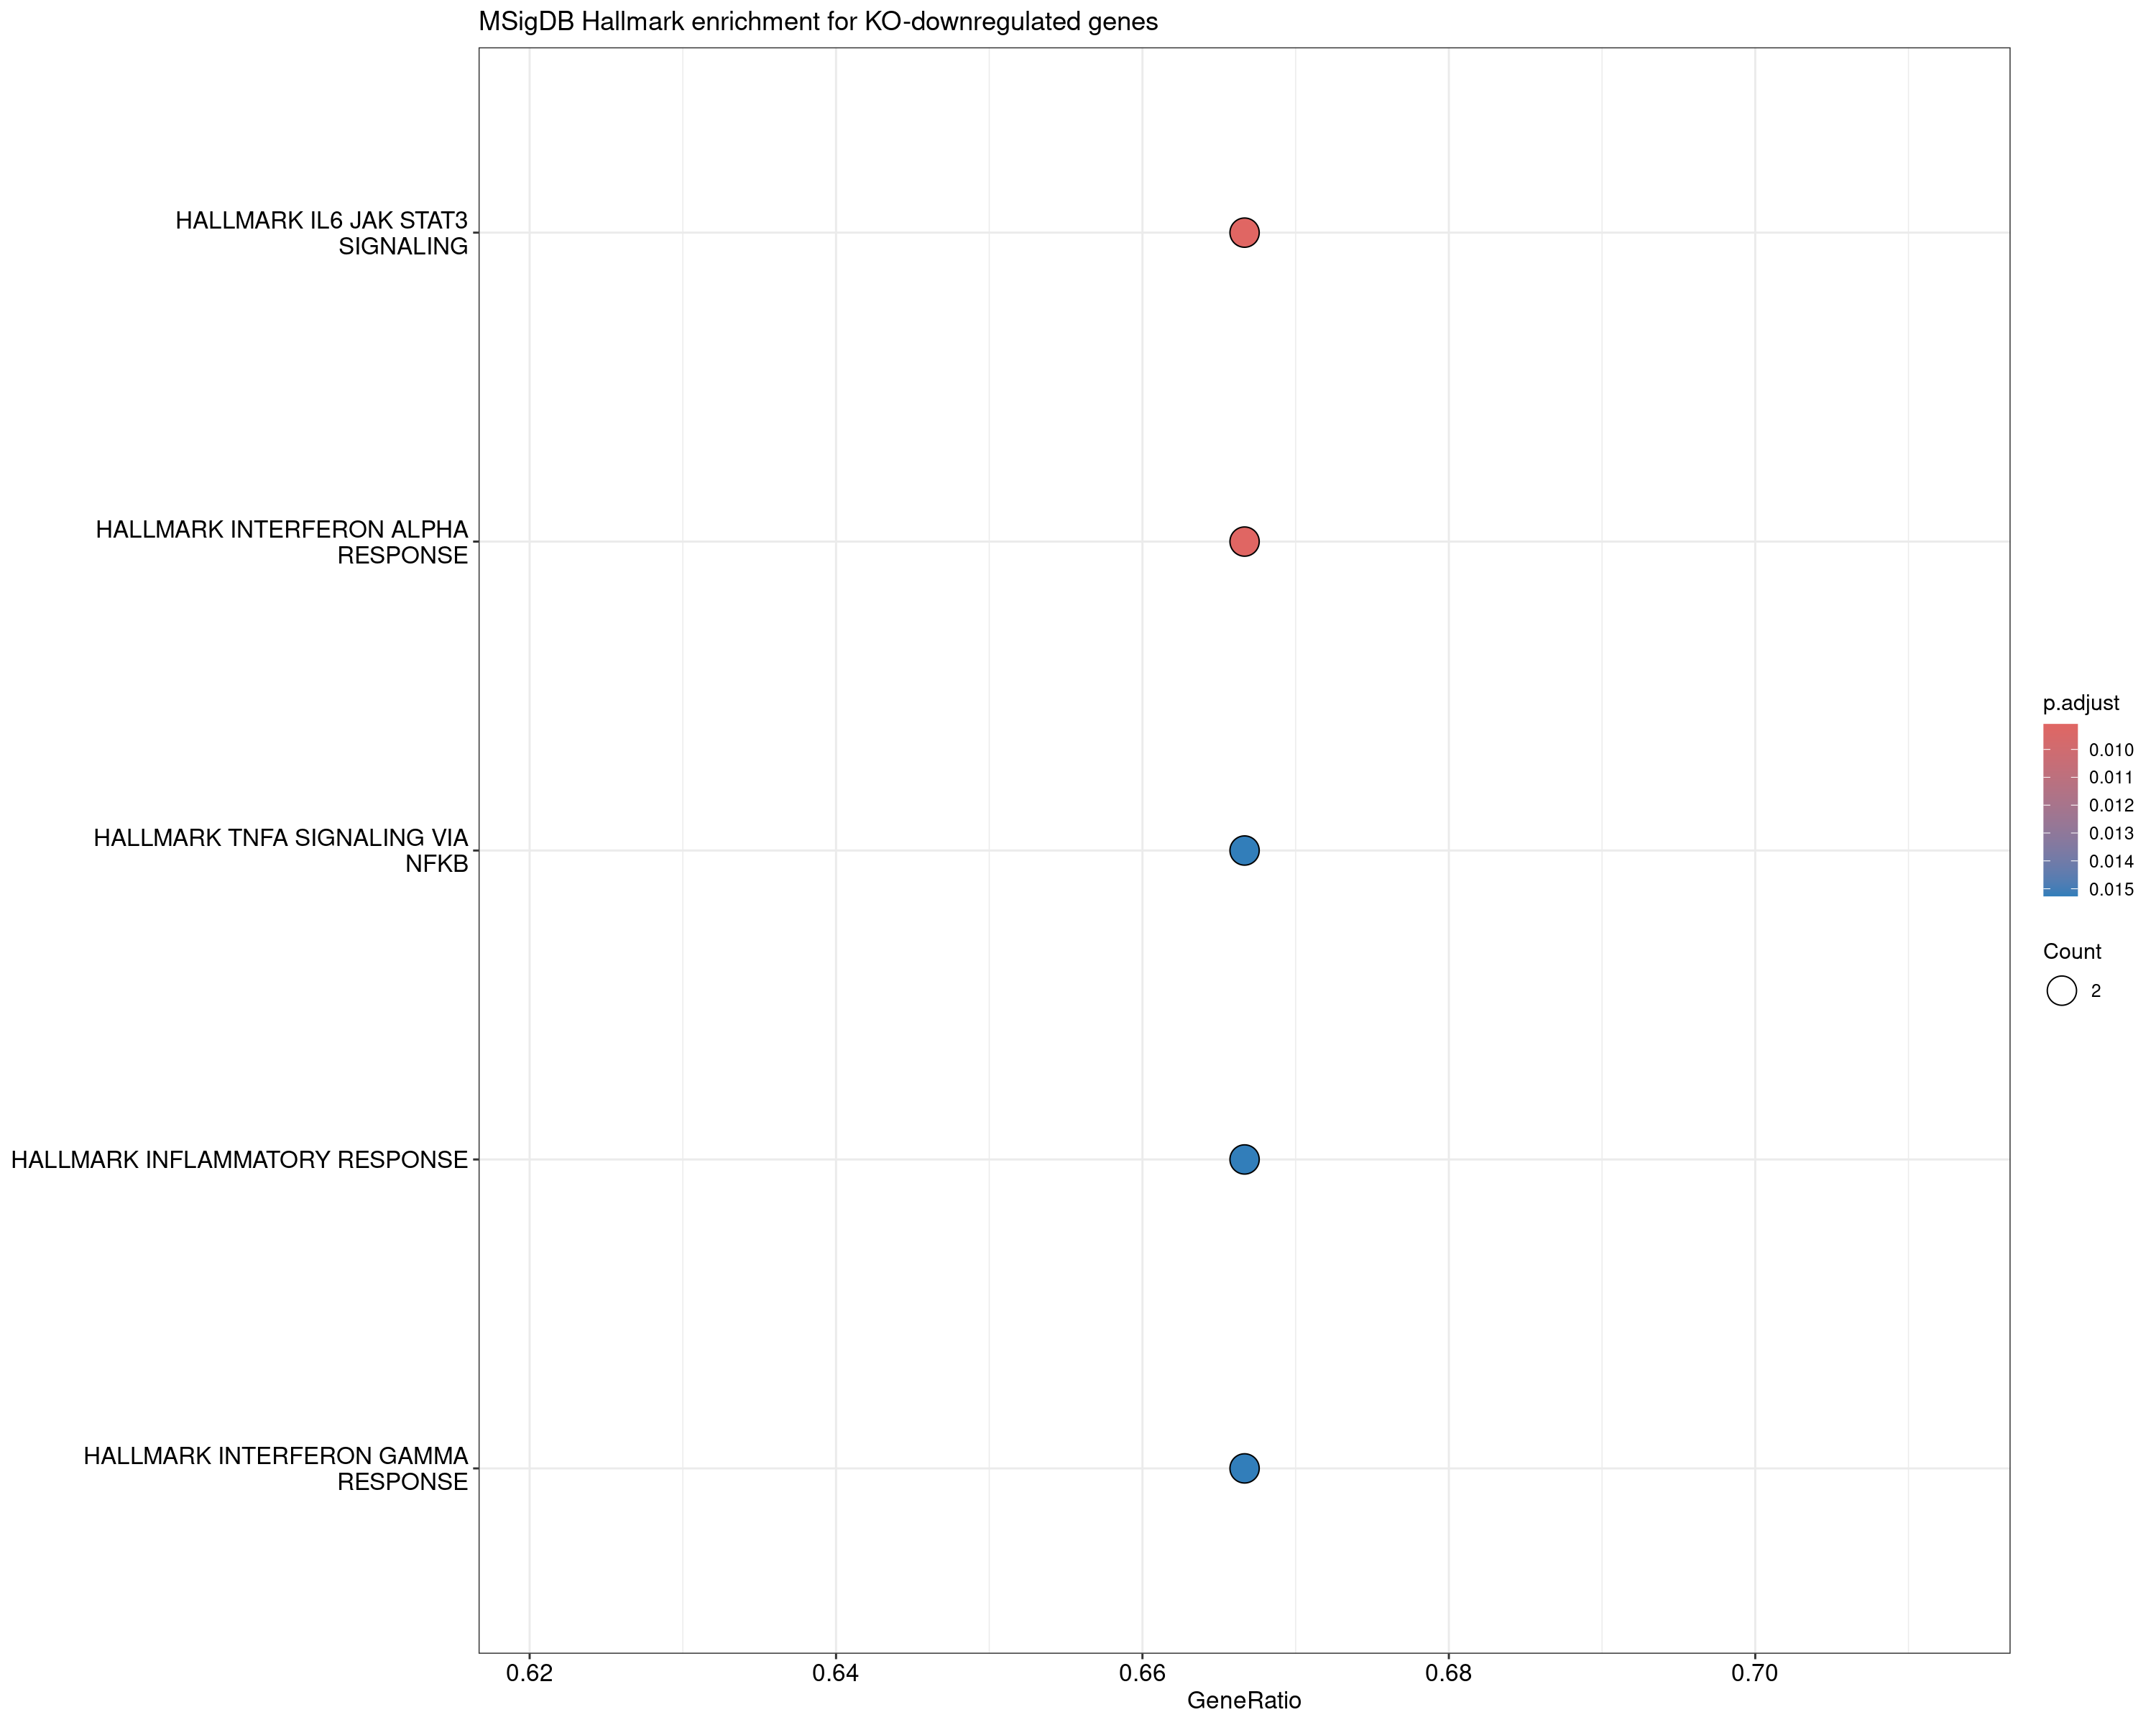 MSigDB Hallmark enrichment for KO-downregulated genes
HALLMARK IL6 JAK STAT3
SIGNALING
HALLMARK INTERFERON ALPHA
RESPONSE
HALLMARK TNFA SIGNALING VIA
NFKB
HALLMARK INFLAMMATORY RESPONSE
HALLMARK INTERFERON GAMMA
RESPONSE
0.62
0.64
0.66
0.68
0.70
GeneRatio
p.adjust
0.010
0.011
0.012
0.013
0.014
0.015
Count
2